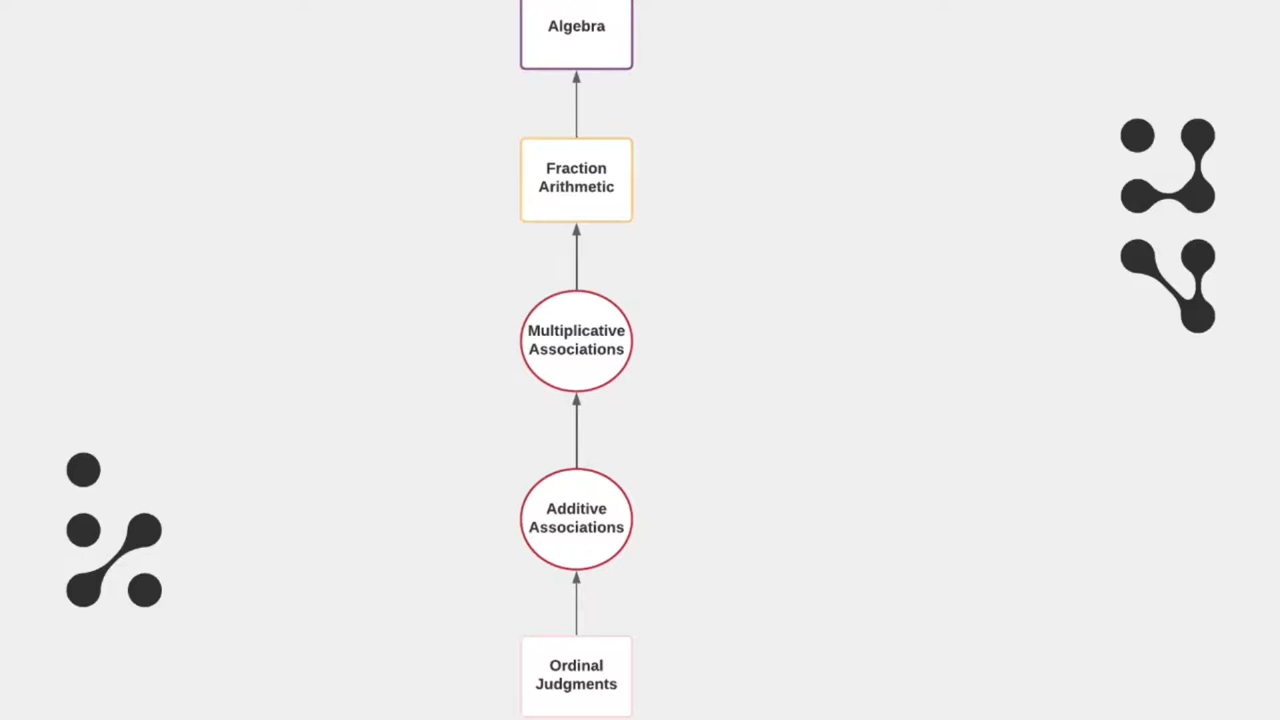 Algebra
Fraction
Arithmetic
Multiplicative
Associations
Additive
Associations
Ordinal
Judgments